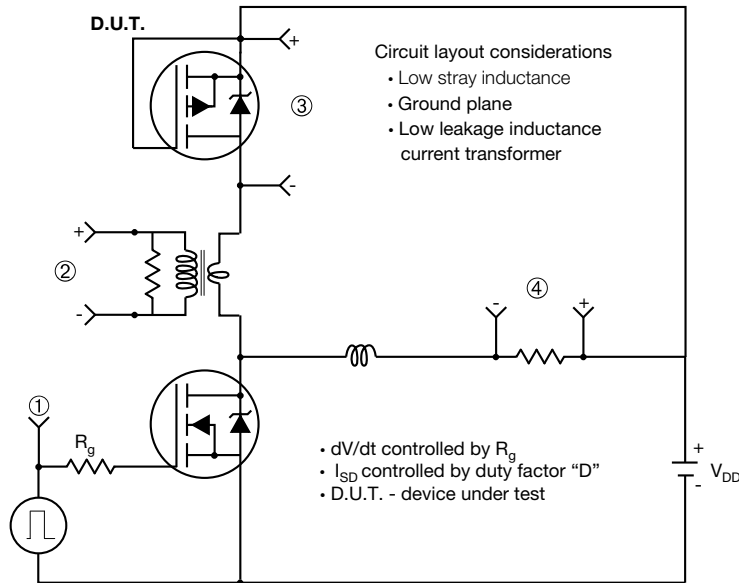 D.U.T.
+
Circuit layout considerations
• Low stray inductance
• Ground plane
• Low leakage inductance
current transformer
③
-
+
②
-
④
- +
①
R_g
• dV/dt controlled by R_g
• I_SD controlled by duty factor “D”
• D.U.T. - device under test
+
V_DD
-